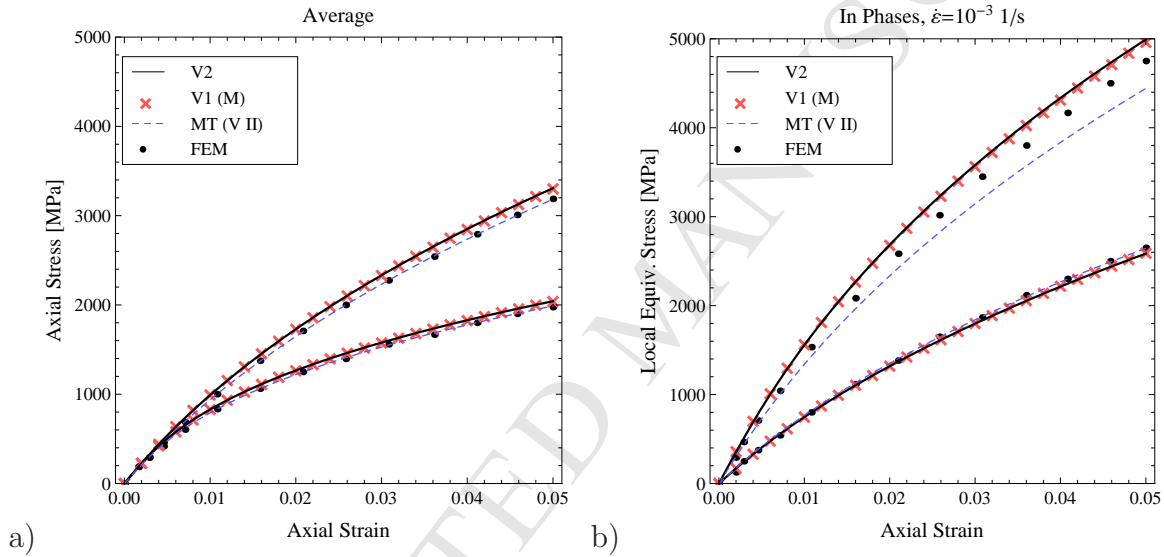 Average
5000
4000
3000
2000
1000
0
Axial Stress [MPa]
V2
V1 (M)
MT (V II)
FEM
0.00 0.01 0.02 0.03 0.04 0.05
Axial Strain
a)
In Phases, ε̇=10⁻³ 1/s
5000
4000
3000
2000
1000
0
Local Equiv. Stress [MPa]
V2
V1 (M)
MT (V II)
FEM
0.00 0.01 0.02 0.03 0.04 0.05
Axial Strain
b)
TED MANUSC